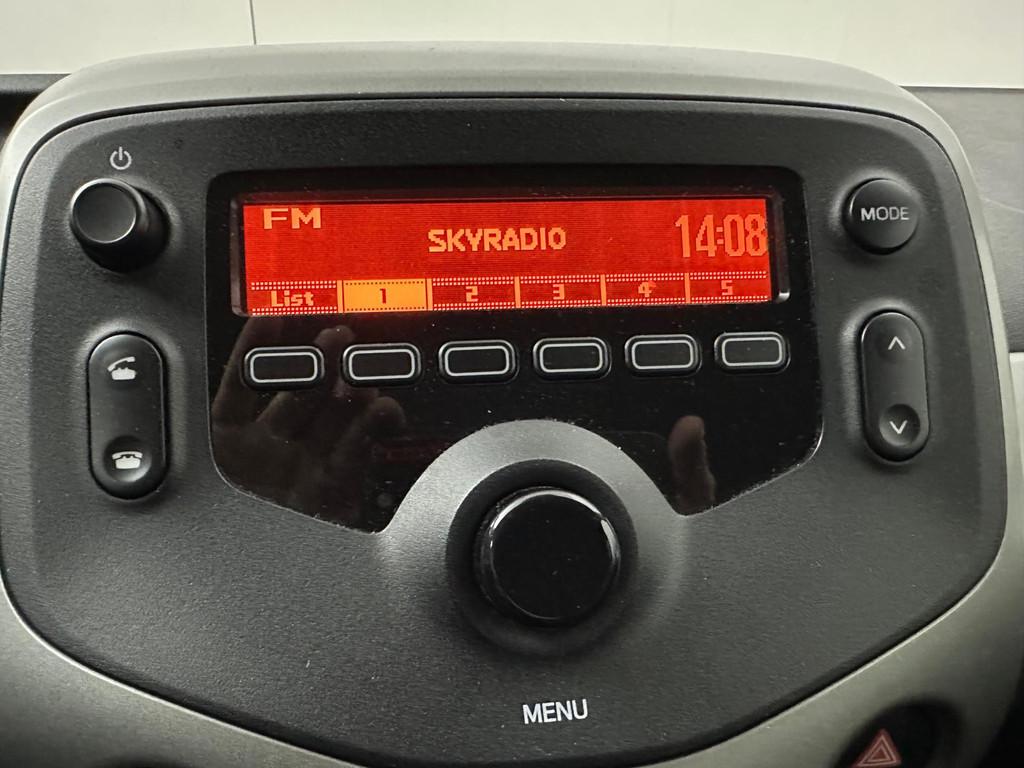 FM
SKYRADIO
14:08
List 1 2 3 4 5
MODE
MENU